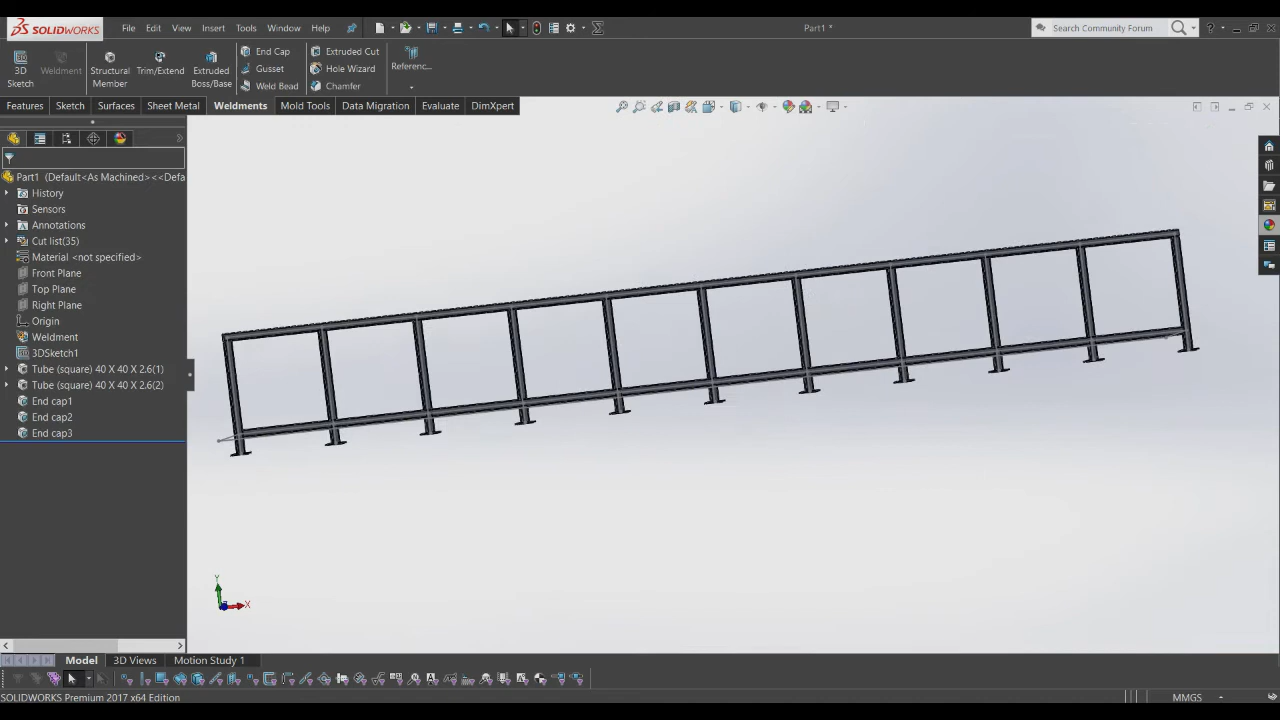 SOLIDWORKS File Edit View Insert Tools Window Help Part1 * Search Community Forum
3D Sketch
Weldment
Structural Member
Trim/Extend
Extruded Boss/Base
End Cap
Gusset
Weld Bead
Extruded Cut
Hole Wizard
Chamfer
Referenc...
Features Sketch Surfaces Sheet Metal Weldments Mold Tools Data Migration Evaluate DimXpert
Part1 (Default<As Machined><<Defa
History
Sensors
Annotations
Cut list(35)
Material <not specified>
Front Plane
Top Plane
Right Plane
Origin
Weldment
3DSketch1
Tube (square) 40 X 40 X 2.6(1)
Tube (square) 40 X 40 X 2.6(2)
End cap1
End cap2
End cap3
Y
X
Model 3D Views Motion Study 1
SOLIDWORKS Premium 2017 x64 Edition MMGS